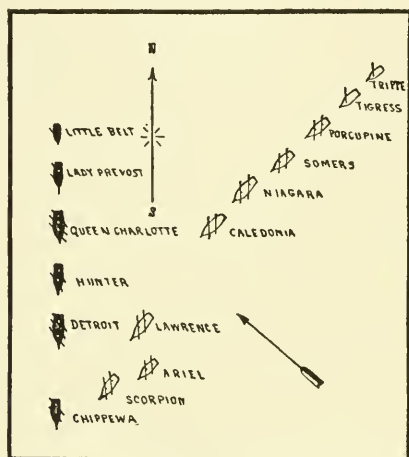 N
TRIPPE
TIGRESS
LITTLE BELT
PORCUPINE
LADY PREVOST
SOMERS
NIAGARA
S
QUEEN CHARLOTTE
CALEDONIA
HUNTER
DETROIT
LAWRENCE
ARIEL
SCORPION
CHIPPEWA